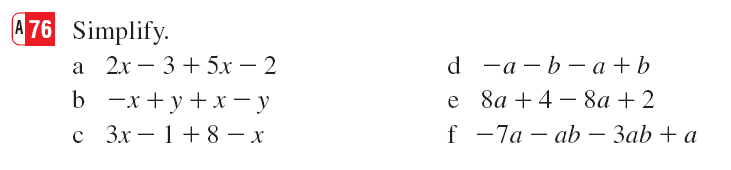 A 76 Simplify.
a 2x − 3 + 5x − 2
b −x + y + x − y
c 3x − 1 + 8 − x
d −a − b − a + b
e 8a + 4 − 8a + 2
f −7a − ab − 3ab + a